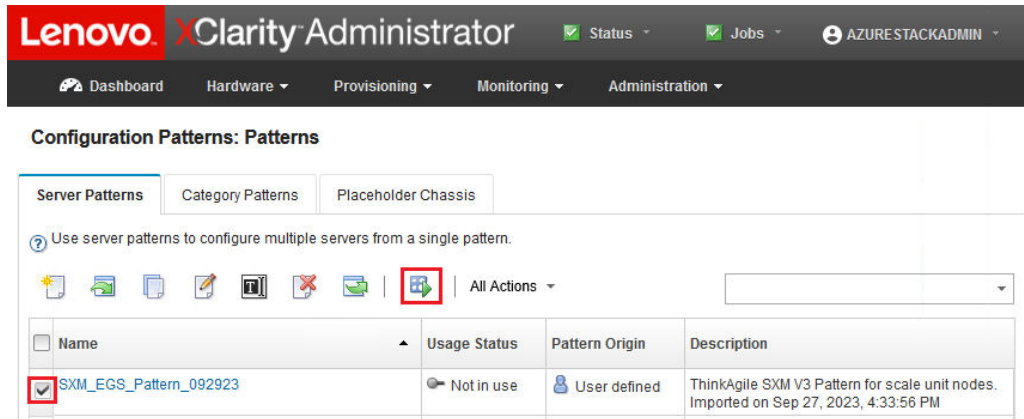 Lenovo. XClarity Administrator Status Jobs AZURESTACKADMIN
Dashboard Hardware Provisioning Monitoring Administration
Configuration Patterns: Patterns
Server Patterns Category Patterns Placeholder Chassis
? Use server patterns to configure multiple servers from a single pattern.
T All Actions
Name Usage Status Pattern Origin Description
SXM_EGS_Pattern_092923 Not in use User defined ThinkAgile SXM V3 Pattern for scale unit nodes.
Imported on Sep 27, 2023, 4:33:56 PM